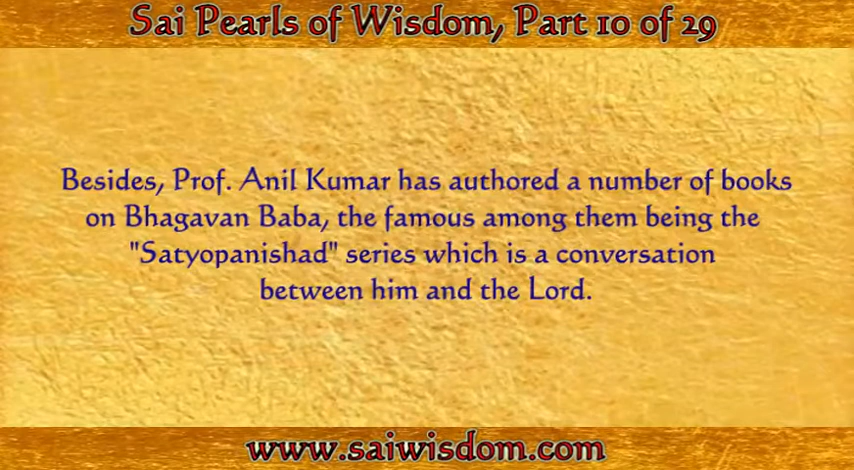 Sai Pearls of Wisdom, Part 10 of 29
Besides, Prof. Anil Kumar has authored a number of books
on Bhagavan Baba, the famous among them being the
"Satyopanishad" series which is a conversation
between him and the Lord.
www.saiwisdom.com